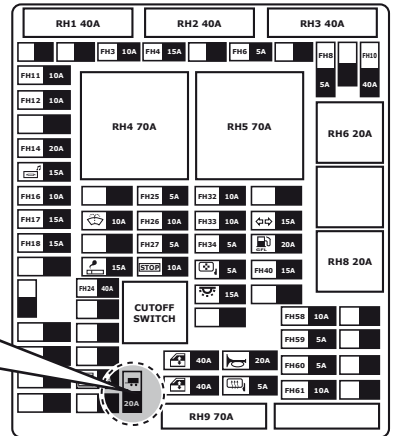 RH1 40A RH2 40A RH3 40A
FH3 10A FH4 15A FH6 5A FH8 5A FH10 40A
FH11 10A
FH12 10A
RH4 70A RH5 70A RH6 20A
FH14 20A
15A
FH16 10A FH25 5A FH32 10A
FH17 15A 10A FH26 10A FH33 10A 15A
FH18 15A FH27 5A FH34 5A GFL 20A
15A STOP 10A 5A FH40 15A RH8 20A
FH24 40A 15A
CUTOFF
SWITCH
FH58 10A
FH59 5A
40A 20A FH60 5A
40A 5A FH61 10A
20A
RH9 70A